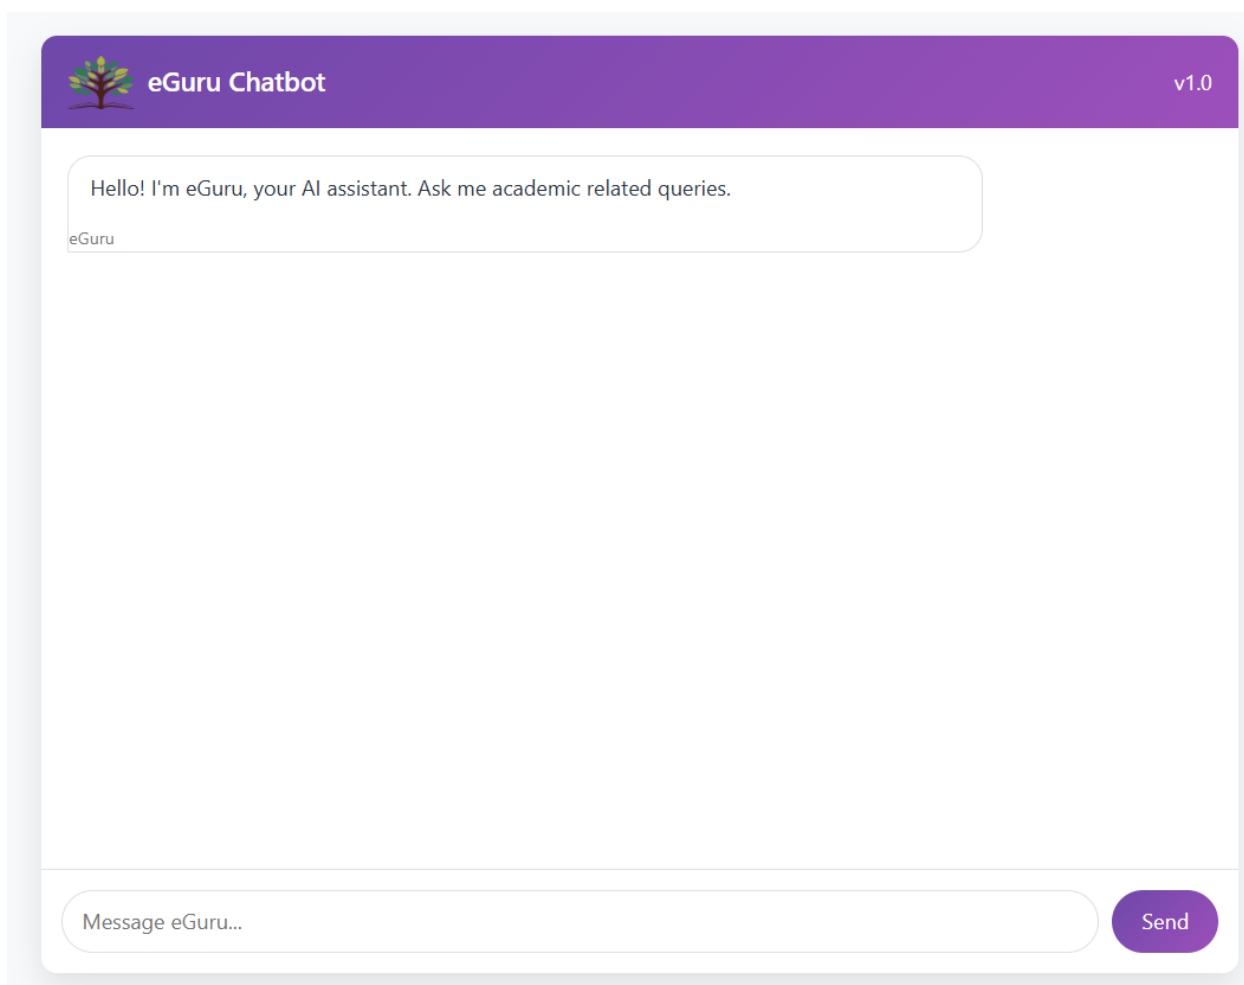 eGuru Chatbot
v1.0
Hello! I'm eGuru, your AI assistant. Ask me academic related queries.
eGuru
Message eGuru...
Send